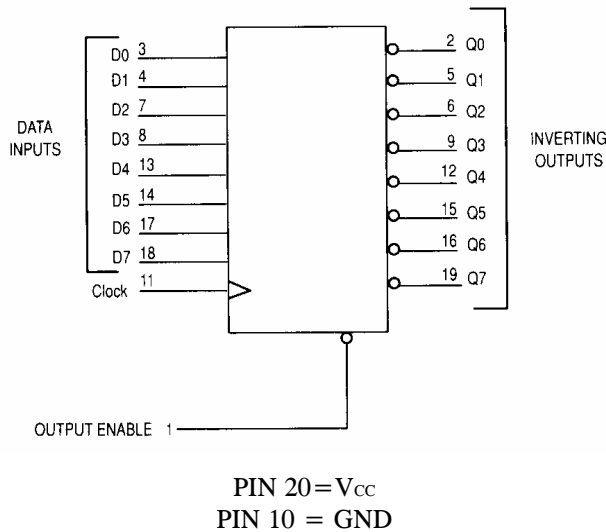 D0 3
D1 4
D2 7
D3 8
D4 13
D5 14
D6 17
D7 18
Clock 11
DATA
INPUTS
2 Q0
5 Q1
6 Q2
9 Q3
12 Q4
15 Q5
16 Q6
19 Q7
INVERTING
OUTPUTS
OUTPUT ENABLE 1
PIN 20=VCC
PIN 10 = GND